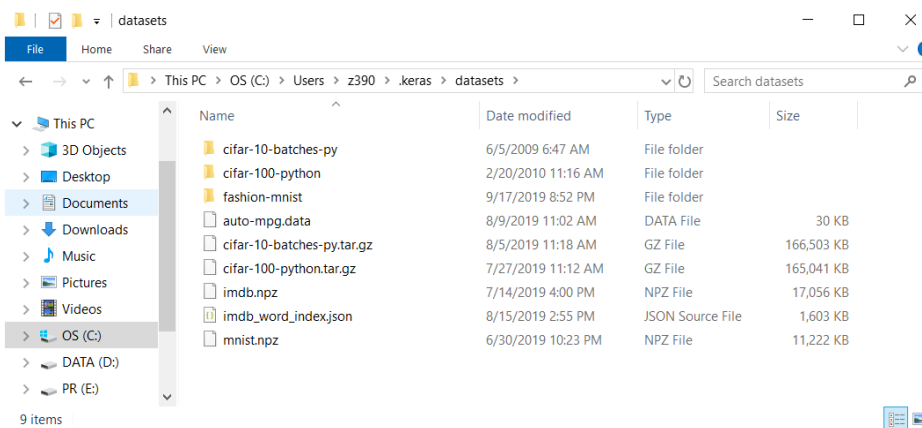 datasets
File Home Share View
This PC > OS (C:) > Users > z390 > .keras > datasets >
Search datasets
Name Date modified Type Size
This PC
3D Objects
Desktop
Documents
Downloads
Music
Pictures
Videos
OS (C:)
DATA (D:)
PR (E:)
cifar-10-batches-py 6/5/2009 6:47 AM File folder
cifar-100-python 2/20/2010 11:16 AM File folder
fashion-mnist 9/17/2019 8:52 PM File folder
auto-mpg.data 8/9/2019 11:02 AM DATA File 30 KB
cifar-10-batches-py.tar.gz 8/5/2019 11:18 AM GZ File 166,503 KB
cifar-100-python.tar.gz 7/27/2019 11:12 AM GZ File 165,041 KB
imdb.npz 7/14/2019 4:00 PM NPZ File 17,056 KB
imdb_word_index.json 8/15/2019 2:55 PM JSON Source File 1,603 KB
mnist.npz 6/30/2019 10:23 PM NPZ File 11,222 KB
9 items